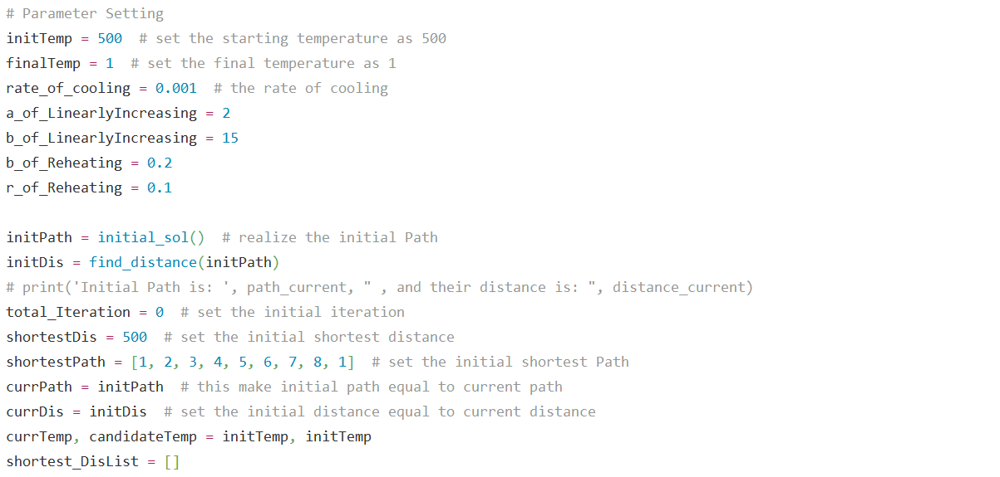 # Parameter Setting
initTemp = 500  # set the starting temperature as 500
finalTemp = 1  # set the final temperature as 1
rate_of_cooling = 0.001  # the rate of cooling
a_of_LinearlyIncreasing = 2
b_of_LinearlyIncreasing = 15
b_of_Reheating = 0.2
r_of_Reheating = 0.1
initPath = initial_sol()  # realize the initial Path
initDis = find_distance(initPath)
# print('Initial Path is: ', path_current, " , and their distance is: ", distance_current)
total_Iteration = 0  # set the initial iteration
shortestDis = 500  # set the initial shortest distance
shortestPath = [1, 2, 3, 4, 5, 6, 7, 8, 1]  # set the initial shortest Path
currPath = initPath  # this make initial path equal to current path
currDis = initDis  # set the initial distance equal to current distance
currTemp, candidateTemp = initTemp, initTemp
shortest_DisList = []